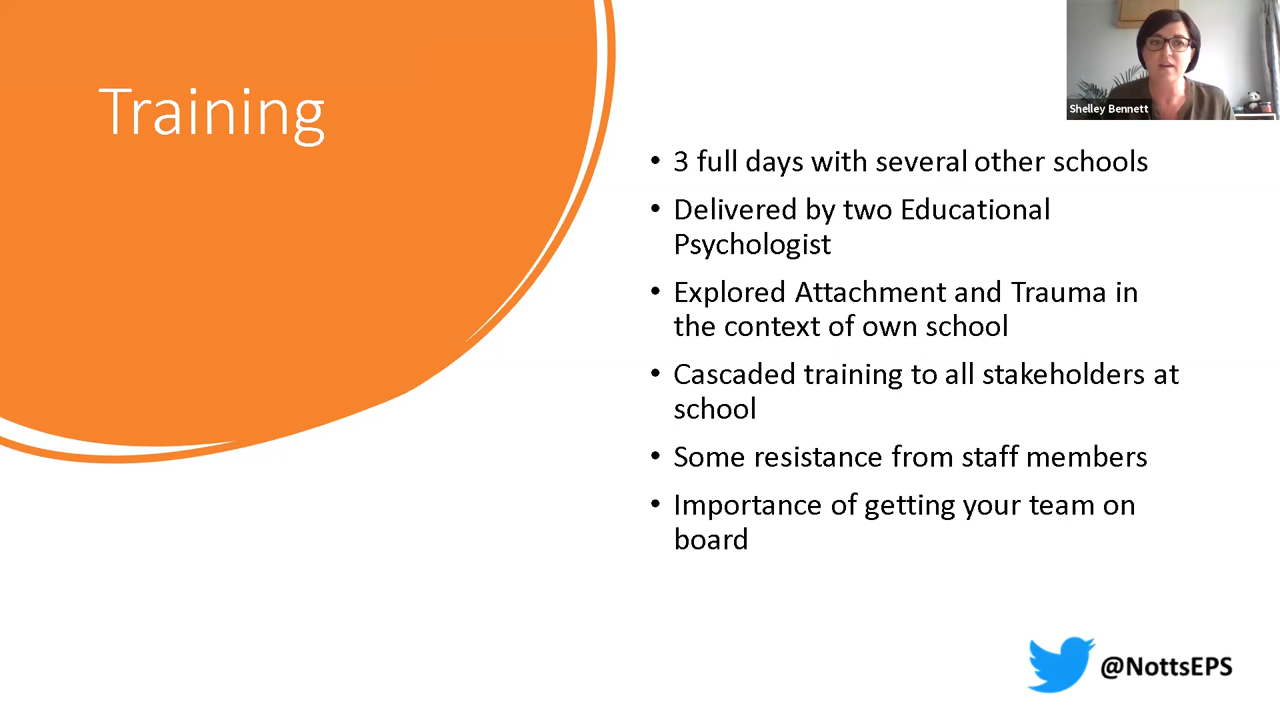 Training
Shelley Bennett
• 3 full days with several other schools
• Delivered by two Educational
Psychologist
• Explored Attachment and Trauma in
the context of own school
• Cascaded training to all stakeholders at
school
• Some resistance from staff members
• Importance of getting your team on
board
@NottsEPS